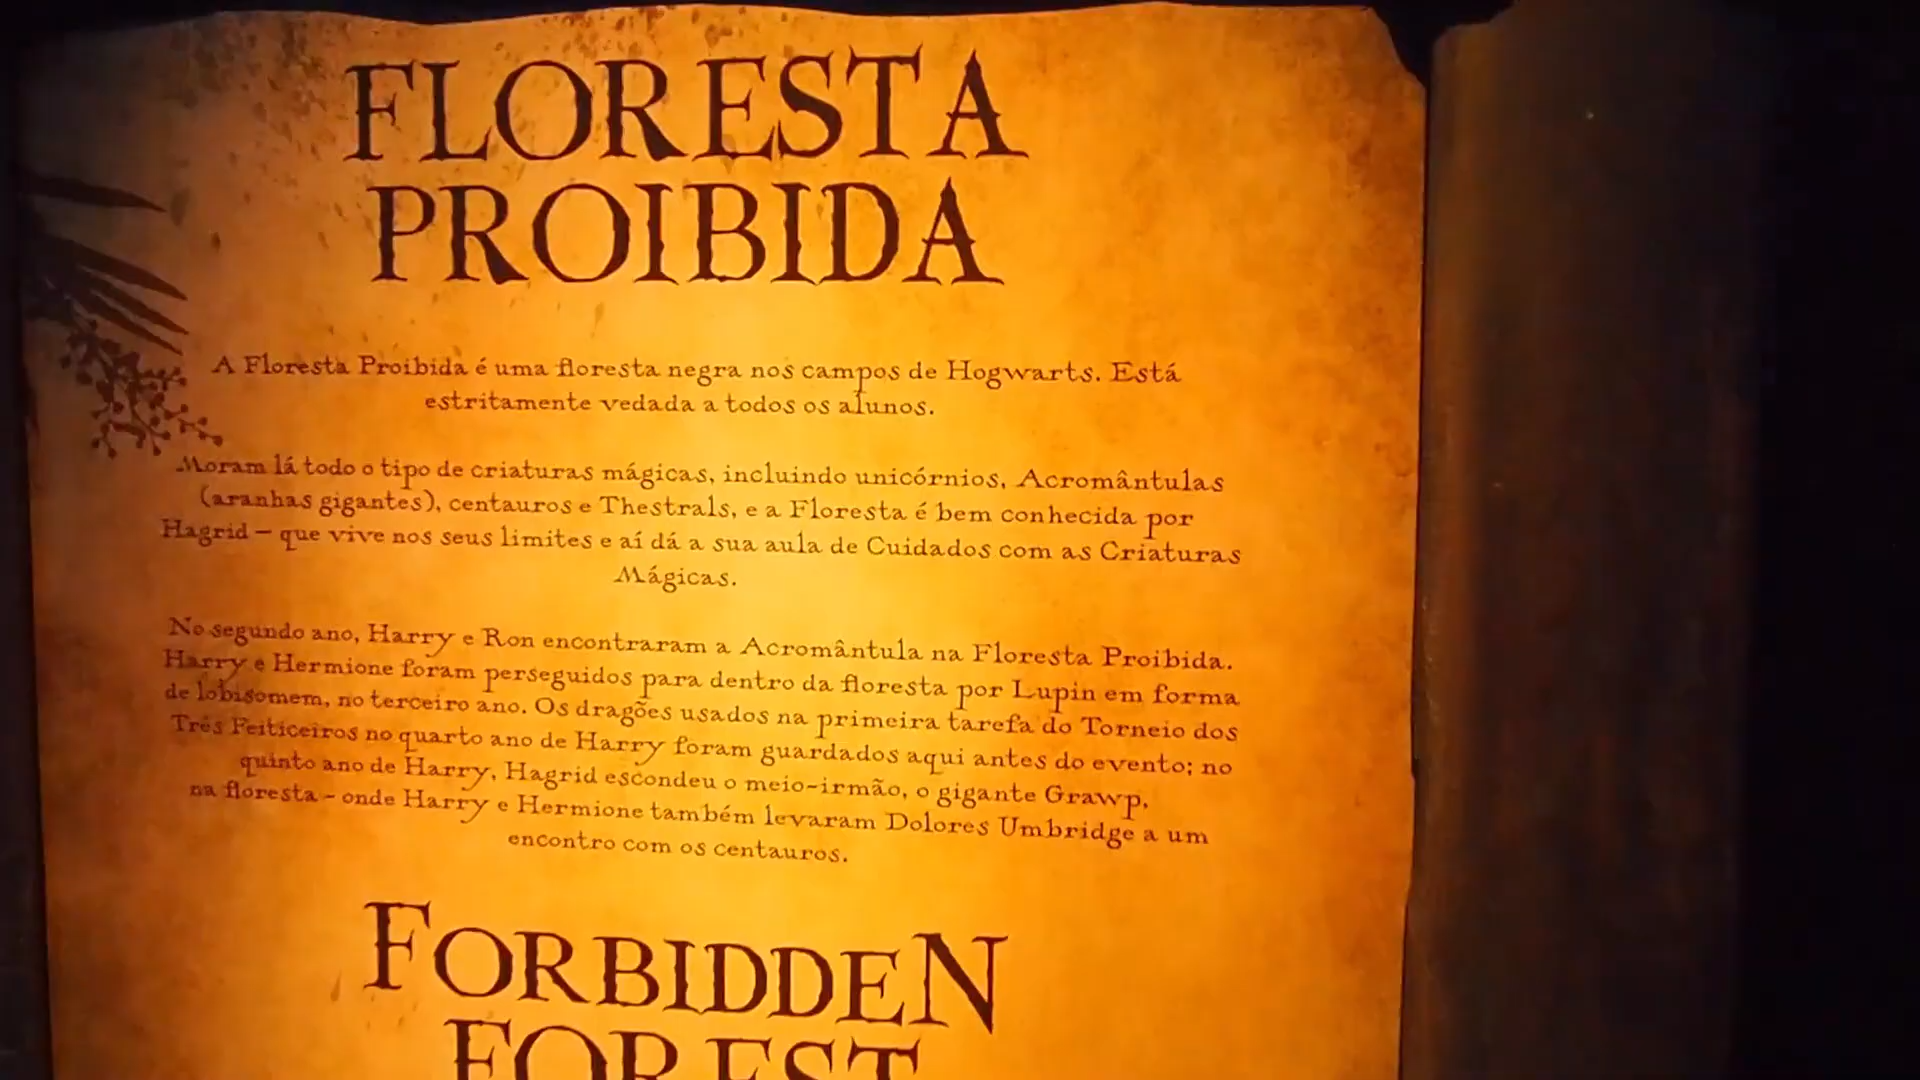 FLORESTA
PROIBIDA
A Floresta Proibida é uma floresta negra nos campos de Hogwarts. Está
estritamente vedada a todos os alunos.
Moram lá todo o tipo de criaturas mágicas, incluindo unicórnios, Acromântulas
(aranhas gigantes), centauros e Thestrals, e a Floresta é bem conhecida por
Hagrid – que vive nos seus limites e aí dá a sua aula de Cuidados com as Criaturas
Mágicas.
No segundo ano, Harry e Ron encontraram a Acromântula na Floresta Proibida.
Harry e Hermione foram perseguidos para dentro da floresta por Lupin em forma
de lobisomem, no terceiro ano. Os dragões usados na primeira tarefa do Torneio dos
Três Feiticeiros no quarto ano de Harry foram guardados aqui antes do evento; no
quinto ano de Harry, Hagrid escondeu o meio-irmão, o gigante Grawp,
na floresta – onde Harry e Hermione também levaram Dolores Umbridge a um
encontro com os centauros.
FORBIDDEN
FOREST